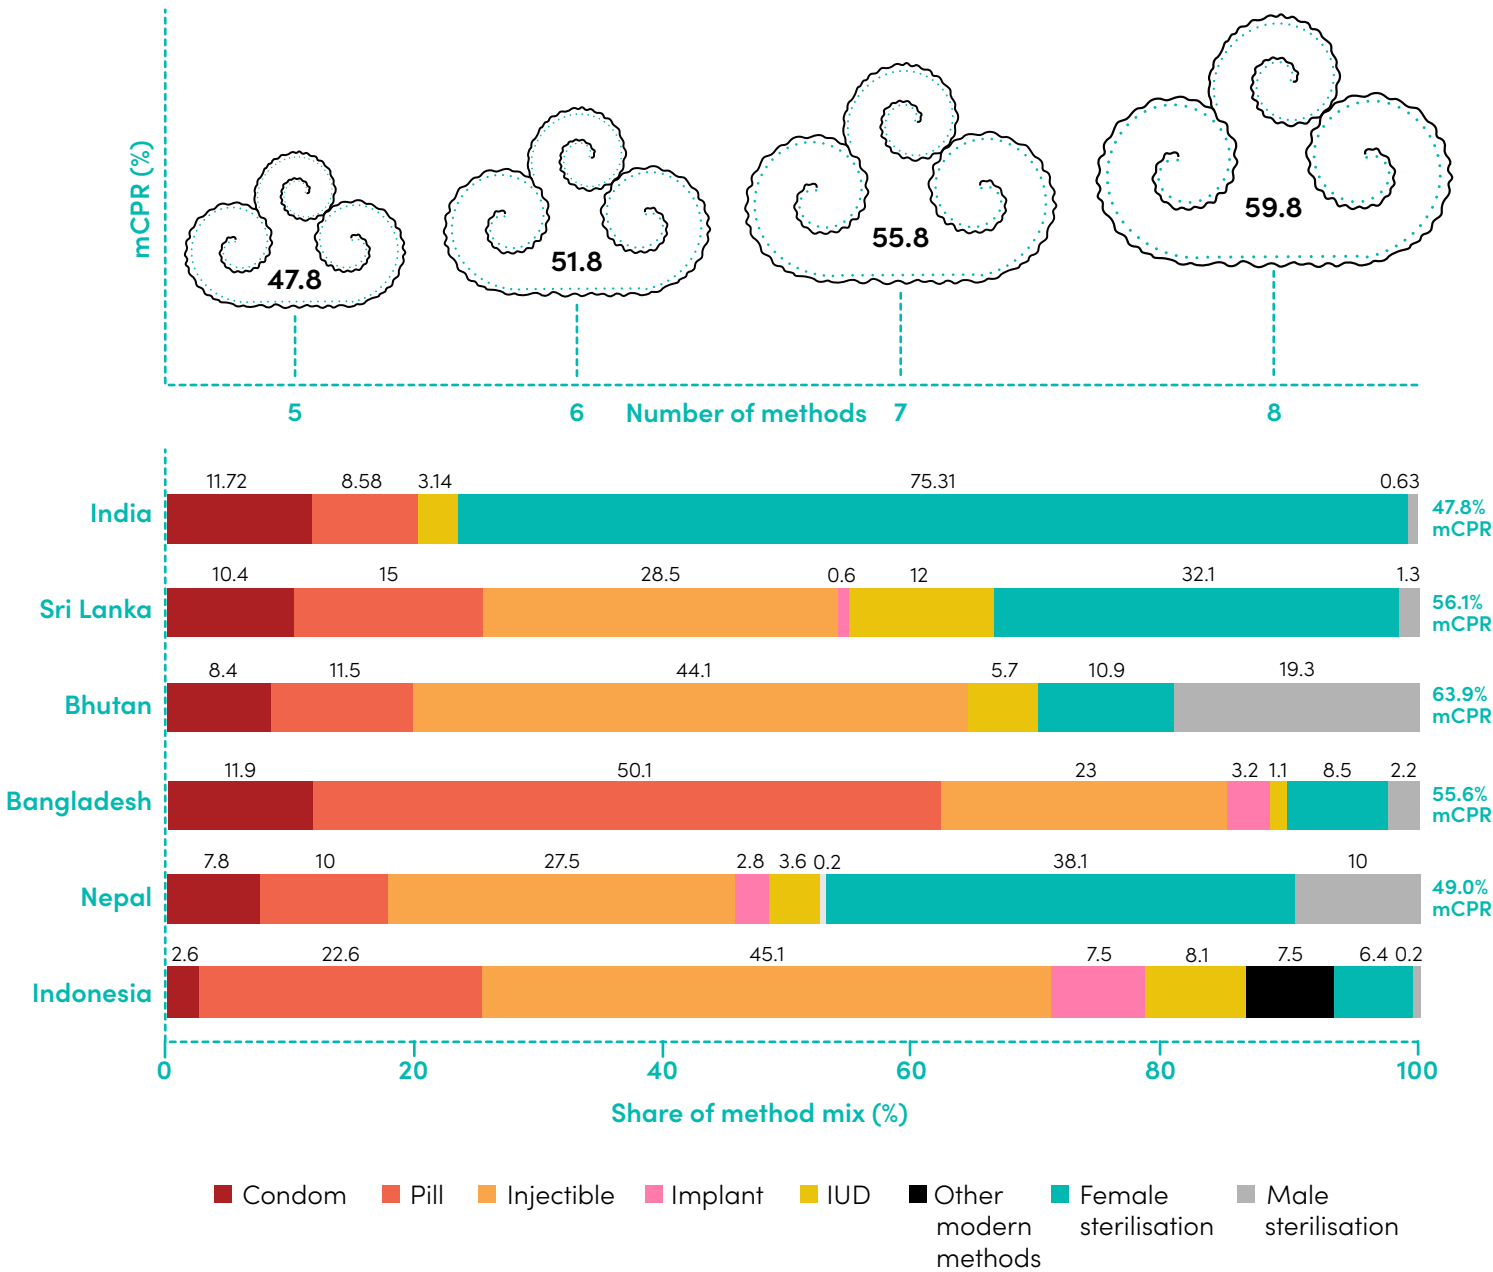 mCPR (%)
47.8
51.8
55.8
59.8
5
6
Number of methods
7
8
11.72 8.58 3.14 75.31 0.63
India
47.8%
mCPR
10.4 15 28.5 0.6 12 32.1 1.3
Sri Lanka
56.1%
mCPR
8.4 11.5 44.1 5.7 10.9 19.3
Bhutan
63.9%
mCPR
11.9 50.1 23 3.2 1.1 8.5 2.2
Bangladesh
55.6%
mCPR
7.8 10 27.5 2.8 3.6 0.2 38.1 10
Nepal
49.0%
mCPR
2.6 22.6 45.1 7.5 8.1 7.5 6.4 0.2
Indonesia
0 20 40 60 80 100
Share of method mix (%)
Condom
Pill
Injectible
Implant
IUD
Other
modern
methods
Female
sterilisation
Male
sterilisation